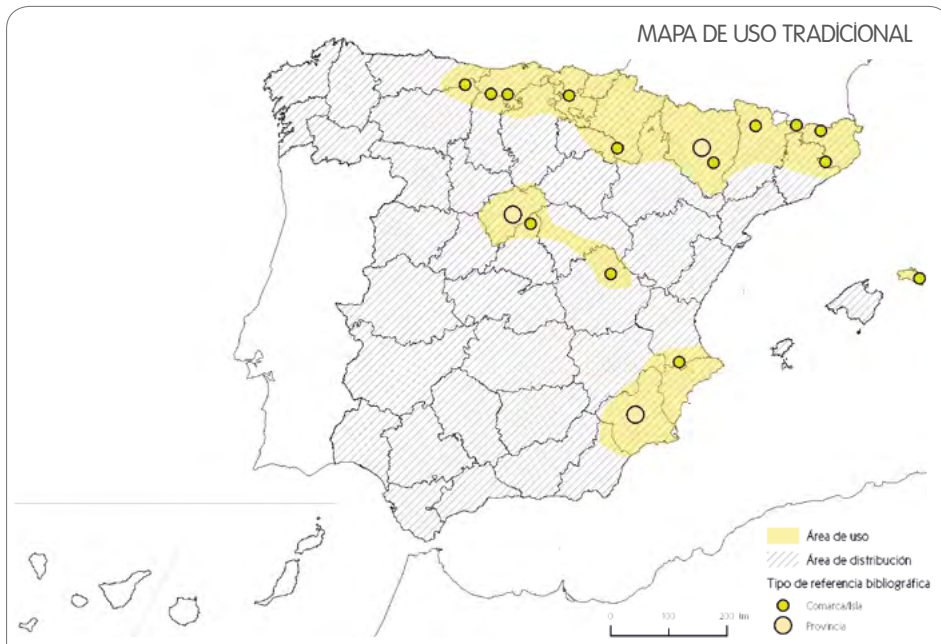 MAPA DE USO TRADICIONAL
Área de uso
Área de distribución
Tipo de referencia bibliográfica
Comarca/Isla
Provincia
0 100 200 km